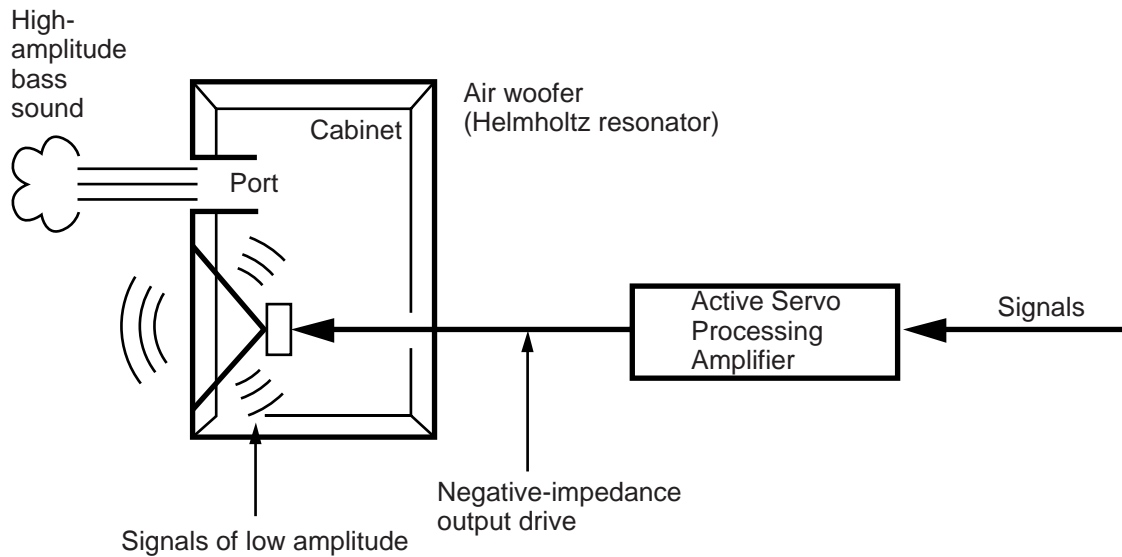 High-
amplitude
bass
sound
Air woofer
(Helmholtz resonator)
Cabinet
Port
Active Servo
Processing
Amplifier
Signals
Negative-impedance
output drive
Signals of low amplitude